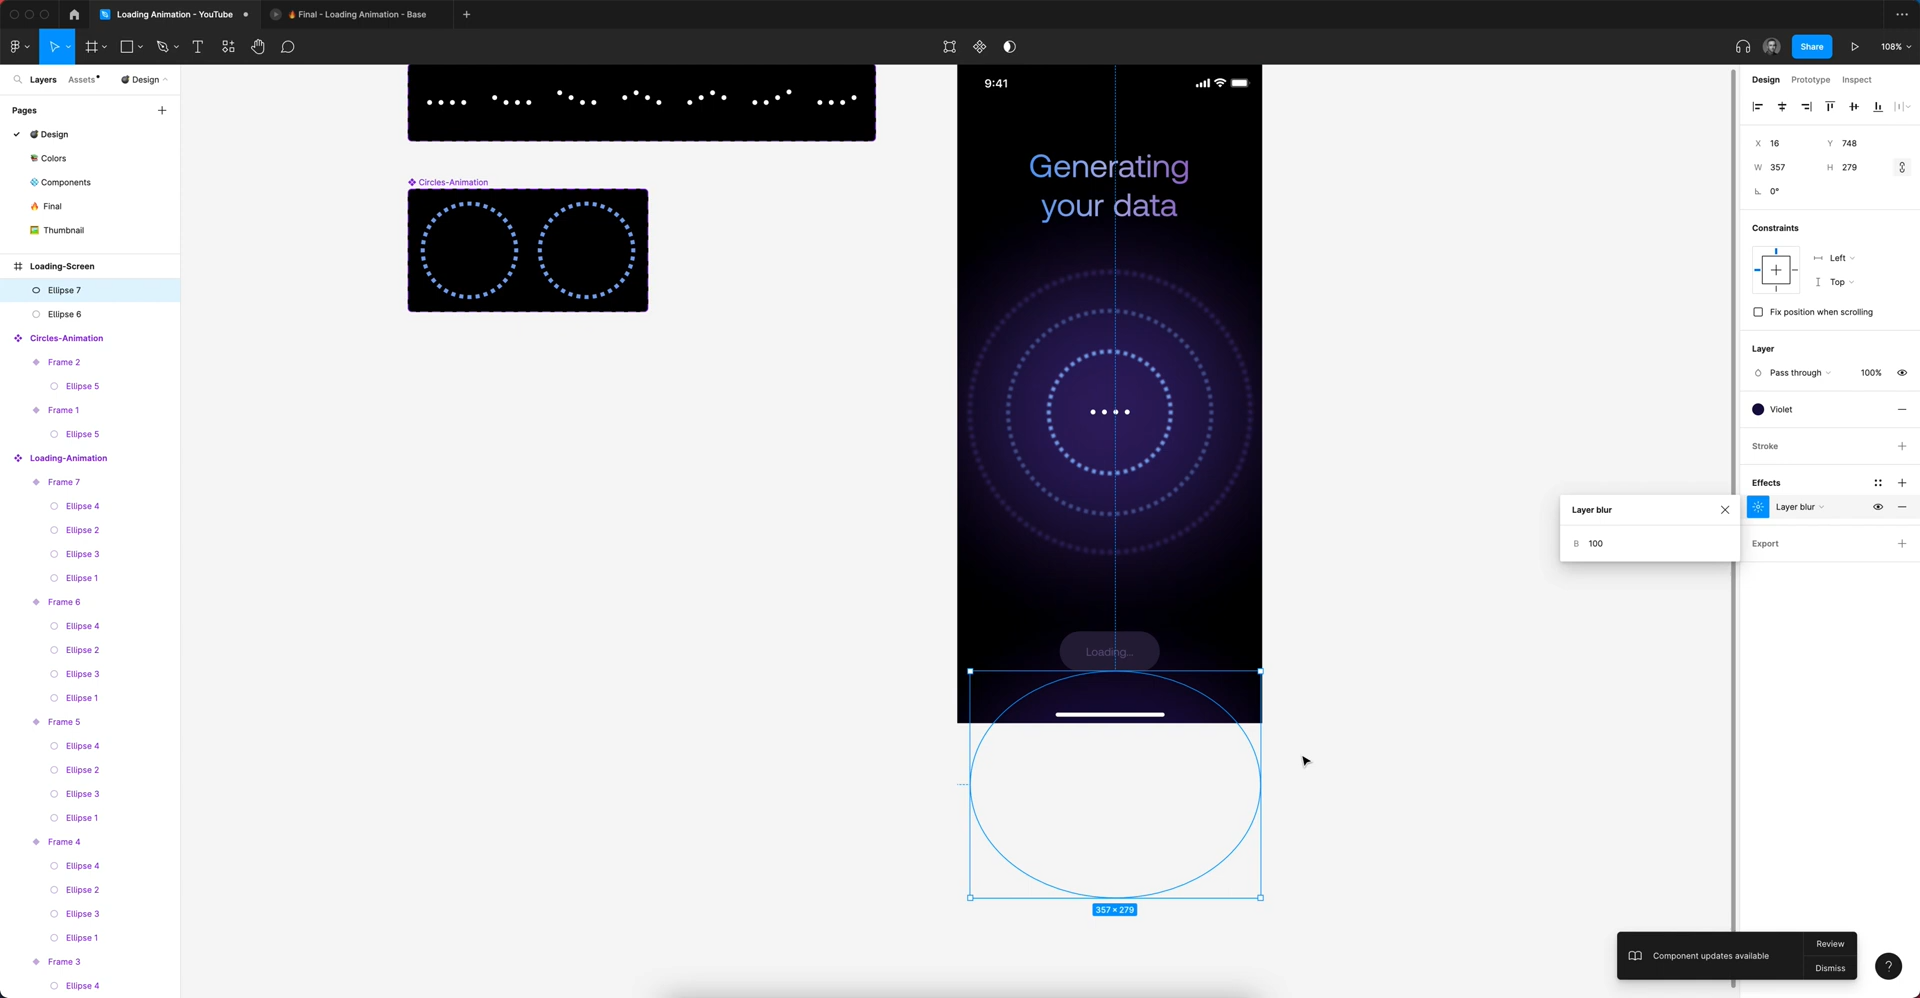 Loading Animation - YouTube
Final - Loading Animation - Base
Share
108%
Layers
Assets
Design
Pages
Design
Colors
Components
Final
Thumbnail
Loading-Screen
Ellipse 7
Ellipse 6
Circles-Animation
Frame 2
Ellipse 5
Frame 1
Ellipse 5
Loading-Animation
Frame 7
Ellipse 4
Ellipse 2
Ellipse 3
Ellipse 1
Frame 6
Ellipse 4
Ellipse 2
Ellipse 3
Ellipse 1
Frame 5
Ellipse 4
Ellipse 2
Ellipse 3
Ellipse 1
Frame 4
Ellipse 4
Ellipse 2
Ellipse 3
Ellipse 1
Frame 3
Ellipse 4
Circles-Animation
9:41
Generating
your data
Loading...
357 × 279
Design Prototype Inspect
X 16 Y 748
W 357 H 279
0°
Constraints
Left
Top
Fix position when scrolling
Layer
Pass through 100%
Violet
Stroke
Effects
Layer blur
Export
Layer blur
B 100
Component updates available
Review
Dismiss
?